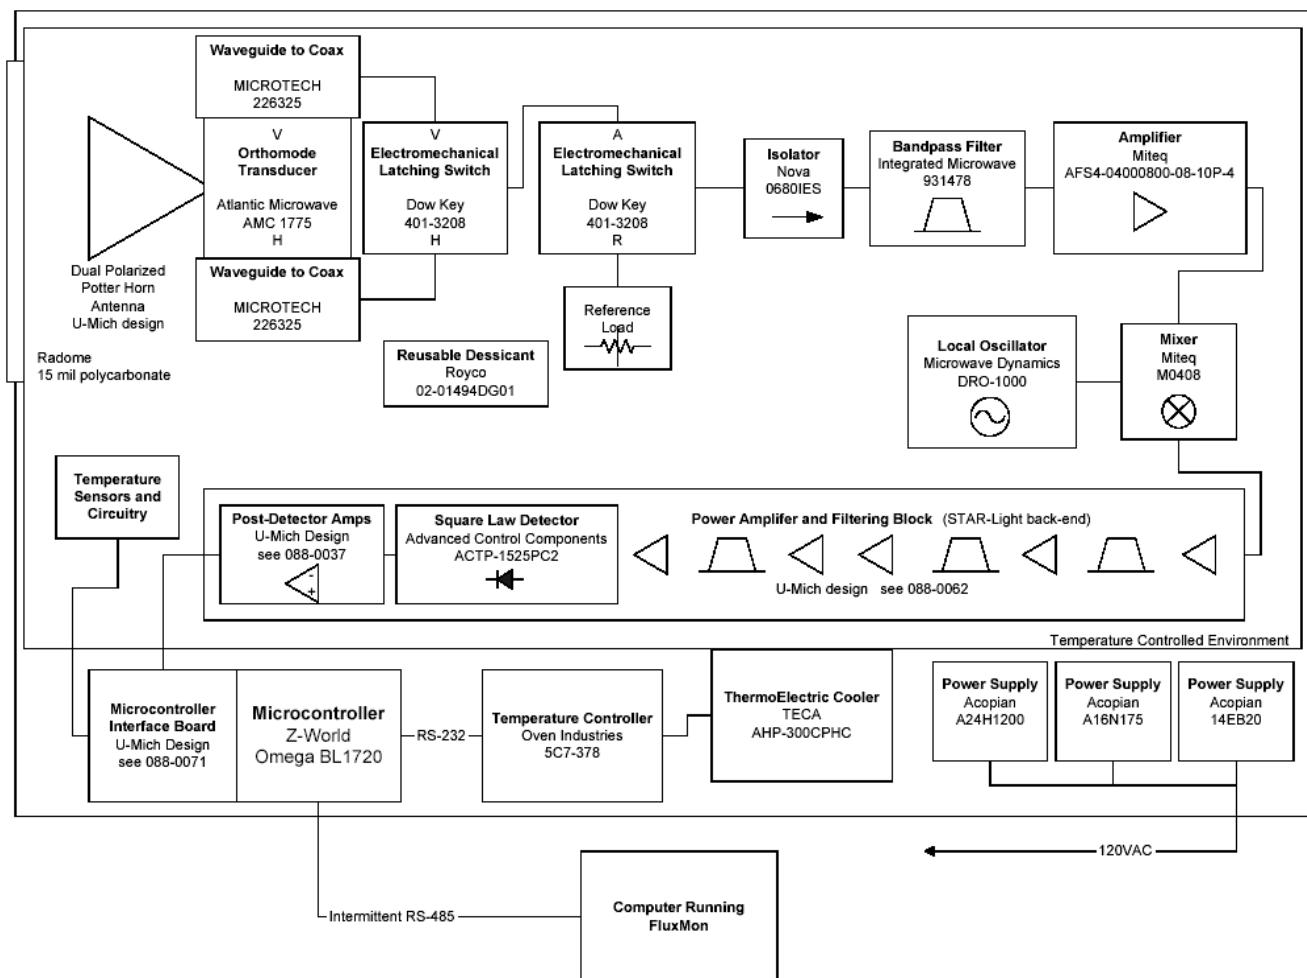 Waveguide to Coax
MICROTECH
226325
V
Orthomode
Transducer
Atlantic Microwave
AMC 1775
H
Waveguide to Coax
MICROTECH
226325
Dual Polarized
Potter Horn
Antenna
U-Mich design
Radome
15 mil polycarbonate
V
Electromechanical
Latching Switch
Dow Key
401-3208
H
A
Electromechanical
Latching Switch
Dow Key
401-3208
R
Reference
Load
Reusable Dessicant
Royco
02-01494DG01
Isolator
Nova
0680IES
Bandpass Filter
Integrated Microwave
931478
Amplifier
Miteq
AFS4-04000800-08-10P-4
Local Oscillator
Microwave Dynamics
DRO-1000
Mixer
Miteq
M0408
Temperature
Sensors and
Circuitry
Post-Detector Amps
U-Mich Design
see 088-0037
-
+
Square Law Detector
Advanced Control Components
ACTP-1525PC2
Power Amplifer and Filtering Block (STAR-Light back-end)
U-Mich design see 088-0062
Temperature Controlled Environment
Microcontroller
Interface Board
U-Mich Design
see 088-0071
Microcontroller
Z-World
Omega BL1720
RS-232
Temperature Controller
Oven Industries
5C7-378
ThermoElectric Cooler
TECA
AHP-300CPHC
Power Supply
Acopian
A24H1200
Power Supply
Acopian
A16N175
Power Supply
Acopian
14EB20
120VAC
Intermittent RS-485
Computer Running
FluxMon